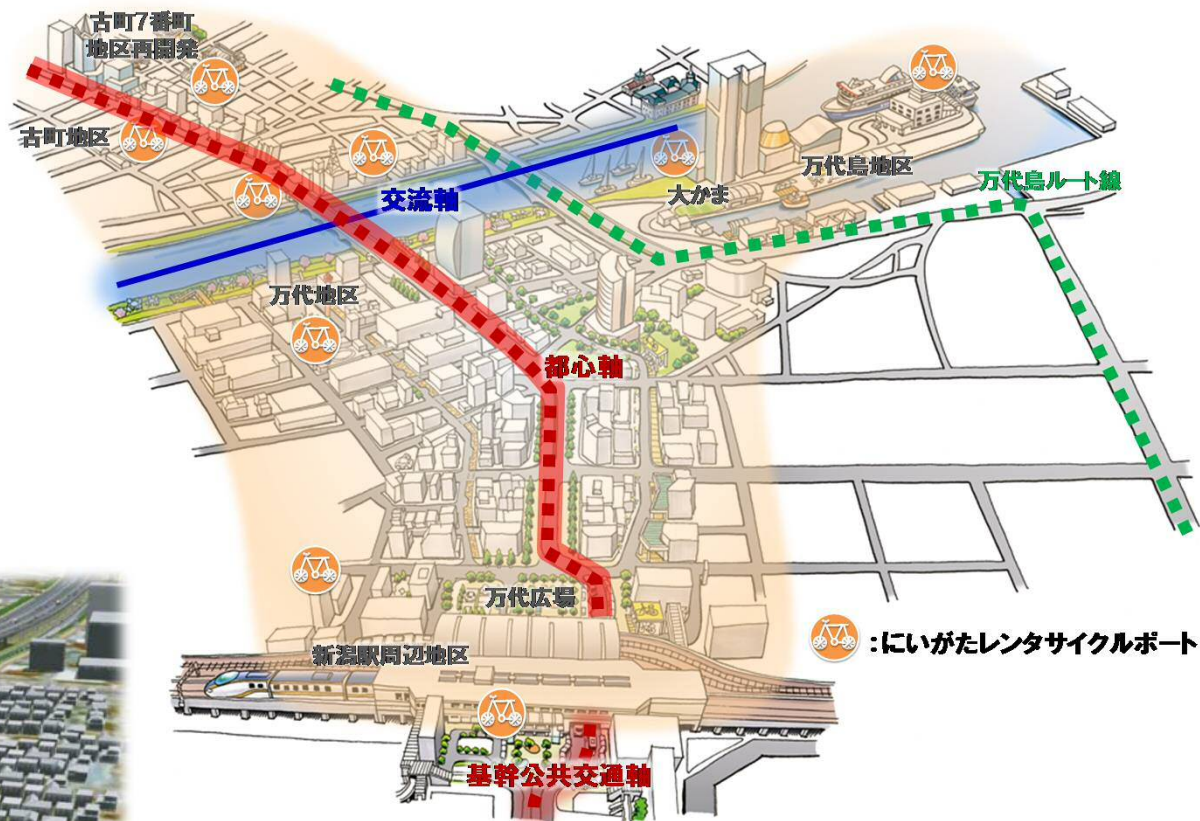 古町7番町
地区再開発
古町地区
交流軸
大かま
万代島地区
万代島ルート線
万代地区
都心軸
万代広場
:にいがたレンタサイクルポート
新潟駅周辺地区
基幹公共交通軸